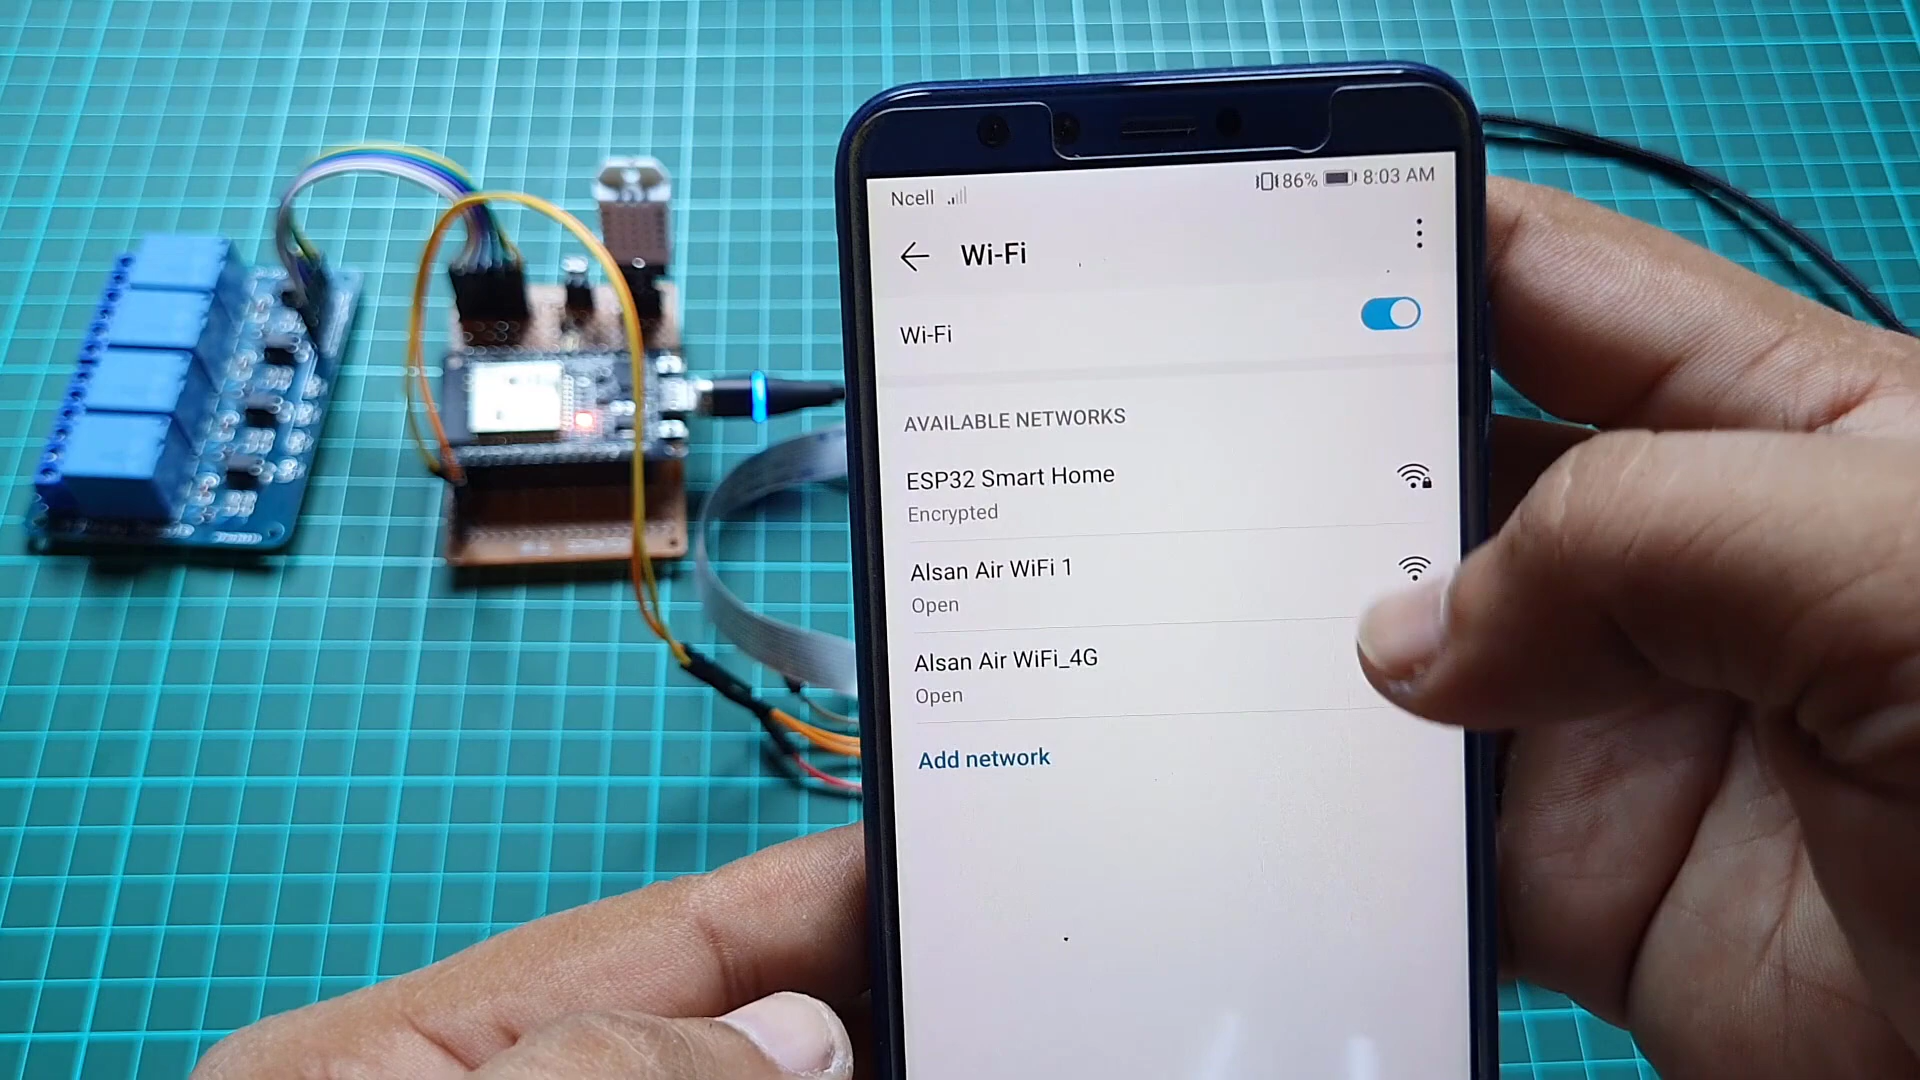 Ncell 86% 8:03 AM
Wi-Fi
Wi-Fi
AVAILABLE NETWORKS
ESP32 Smart Home
Encrypted
Alsan Air WiFi 1
Open
Alsan Air WiFi_4G
Open
Add network